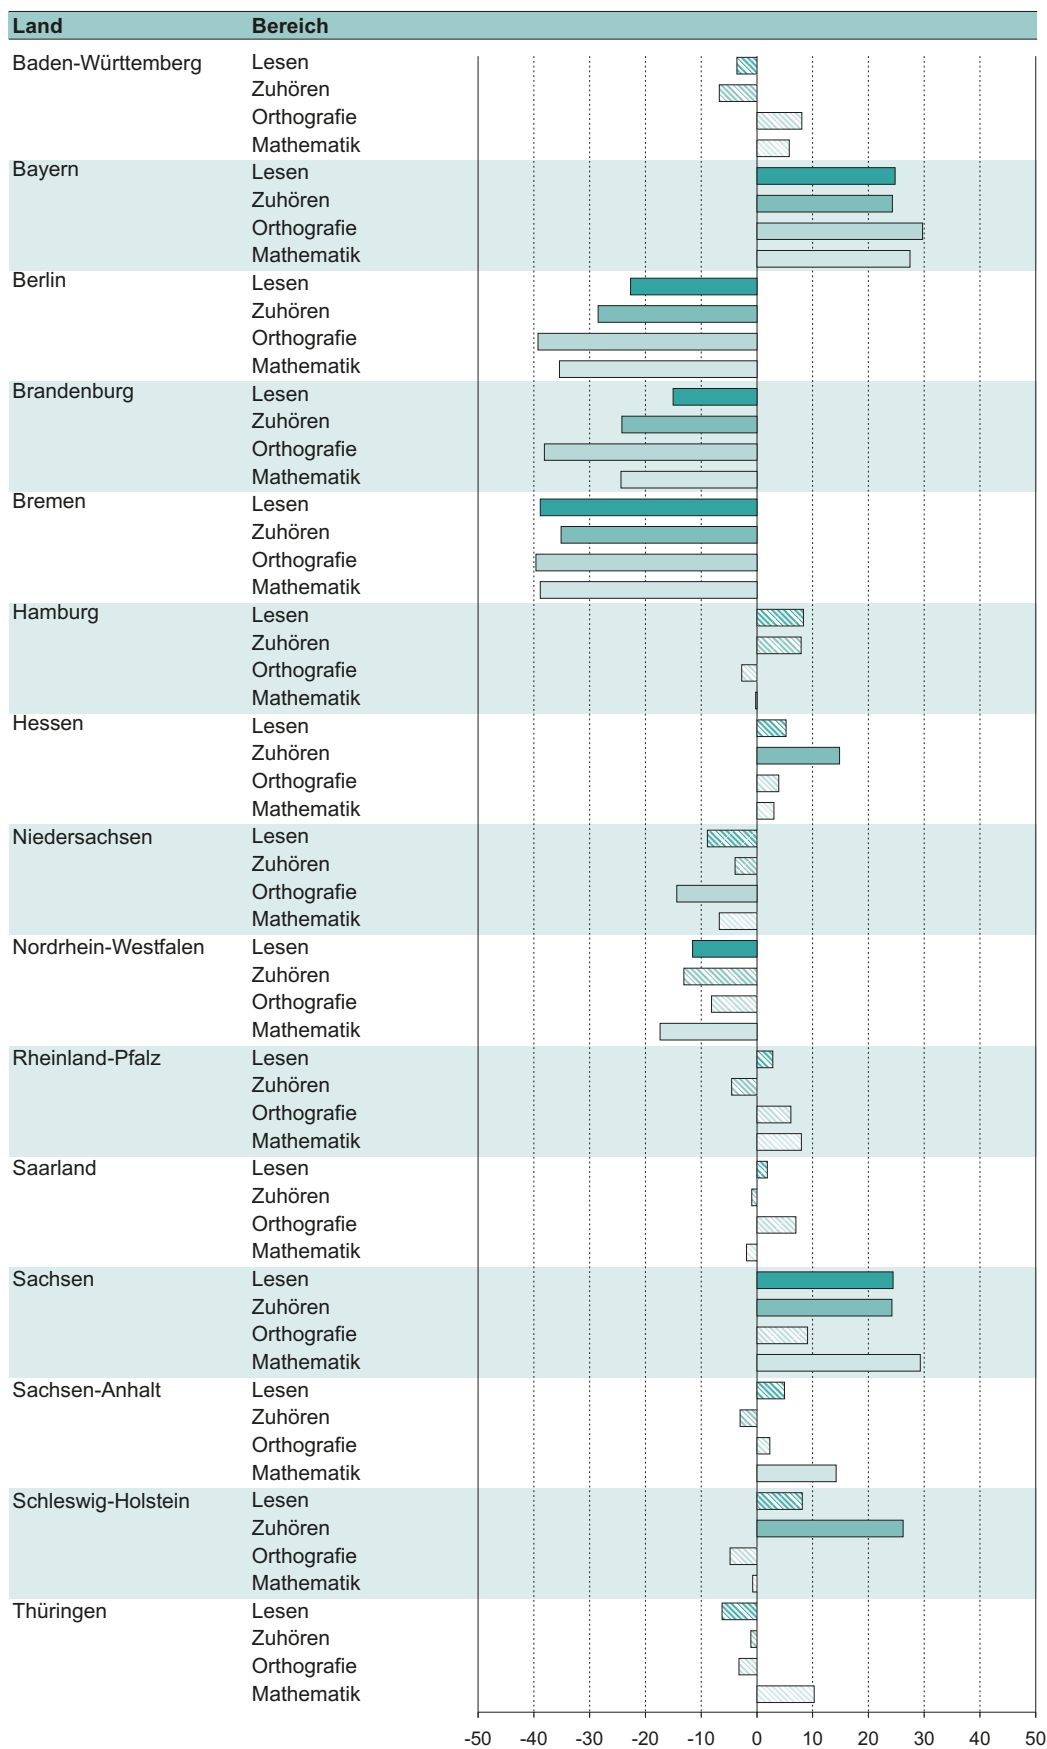 Land Bereich
Baden-Württemberg Lesen
Zuhören
Orthografie
Mathematik
Bayern Lesen
Zuhören
Orthografie
Mathematik
Berlin Lesen
Zuhören
Orthografie
Mathematik
Brandenburg Lesen
Zuhören
Orthografie
Mathematik
Bremen Lesen
Zuhören
Orthografie
Mathematik
Hamburg Lesen
Zuhören
Orthografie
Mathematik
Hessen Lesen
Zuhören
Orthografie
Mathematik
Niedersachsen Lesen
Zuhören
Orthografie
Mathematik
Nordrhein-Westfalen Lesen
Zuhören
Orthografie
Mathematik
Rheinland-Pfalz Lesen
Zuhören
Orthografie
Mathematik
Saarland Lesen
Zuhören
Orthografie
Mathematik
Sachsen Lesen
Zuhören
Orthografie
Mathematik
Sachsen-Anhalt Lesen
Zuhören
Orthografie
Mathematik
Schleswig-Holstein Lesen
Zuhören
Orthografie
Mathematik
Thüringen Lesen
Zuhören
Orthografie
Mathematik
-50 -40 -30 -20 -10 0 10 20 30 40 50